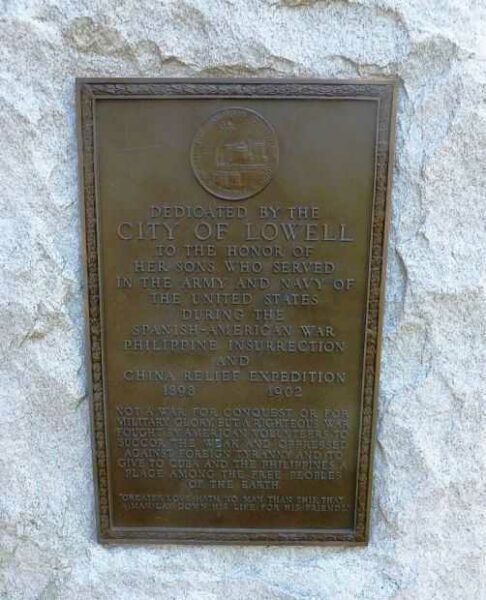 DEDICATED BY THE
CITY OF LOWELL
TO THE HONOR OF
HER SONS WHO SERVED
IN THE ARMY AND NAVY OF
THE UNITED STATES
DURING THE
SPANISH-AMERICAN WAR
PHILIPPINE INSURRECTION
AND
CHINA RELIEF EXPEDITION
1898 1902
NOT A WAR FOR CONQUEST OR FOR
MILITARY GLORY, BUT A RIGHTEOUS WAR
FOUGHT BY AMERICAN VOLUNTEERS TO
SUCCOR THE WEAK AND OPPRESSED
AGAINST FOREIGN TYRANNY AND TO
GIVE TO CUBA AND THE PHILIPPINES A
PLACE AMONG THE FREE PEOPLES
OF THE EARTH.
"GREATER LOVE HATH NO MAN THAN THIS, THAT
A MAN LAY DOWN HIS LIFE FOR HIS FRIENDS."